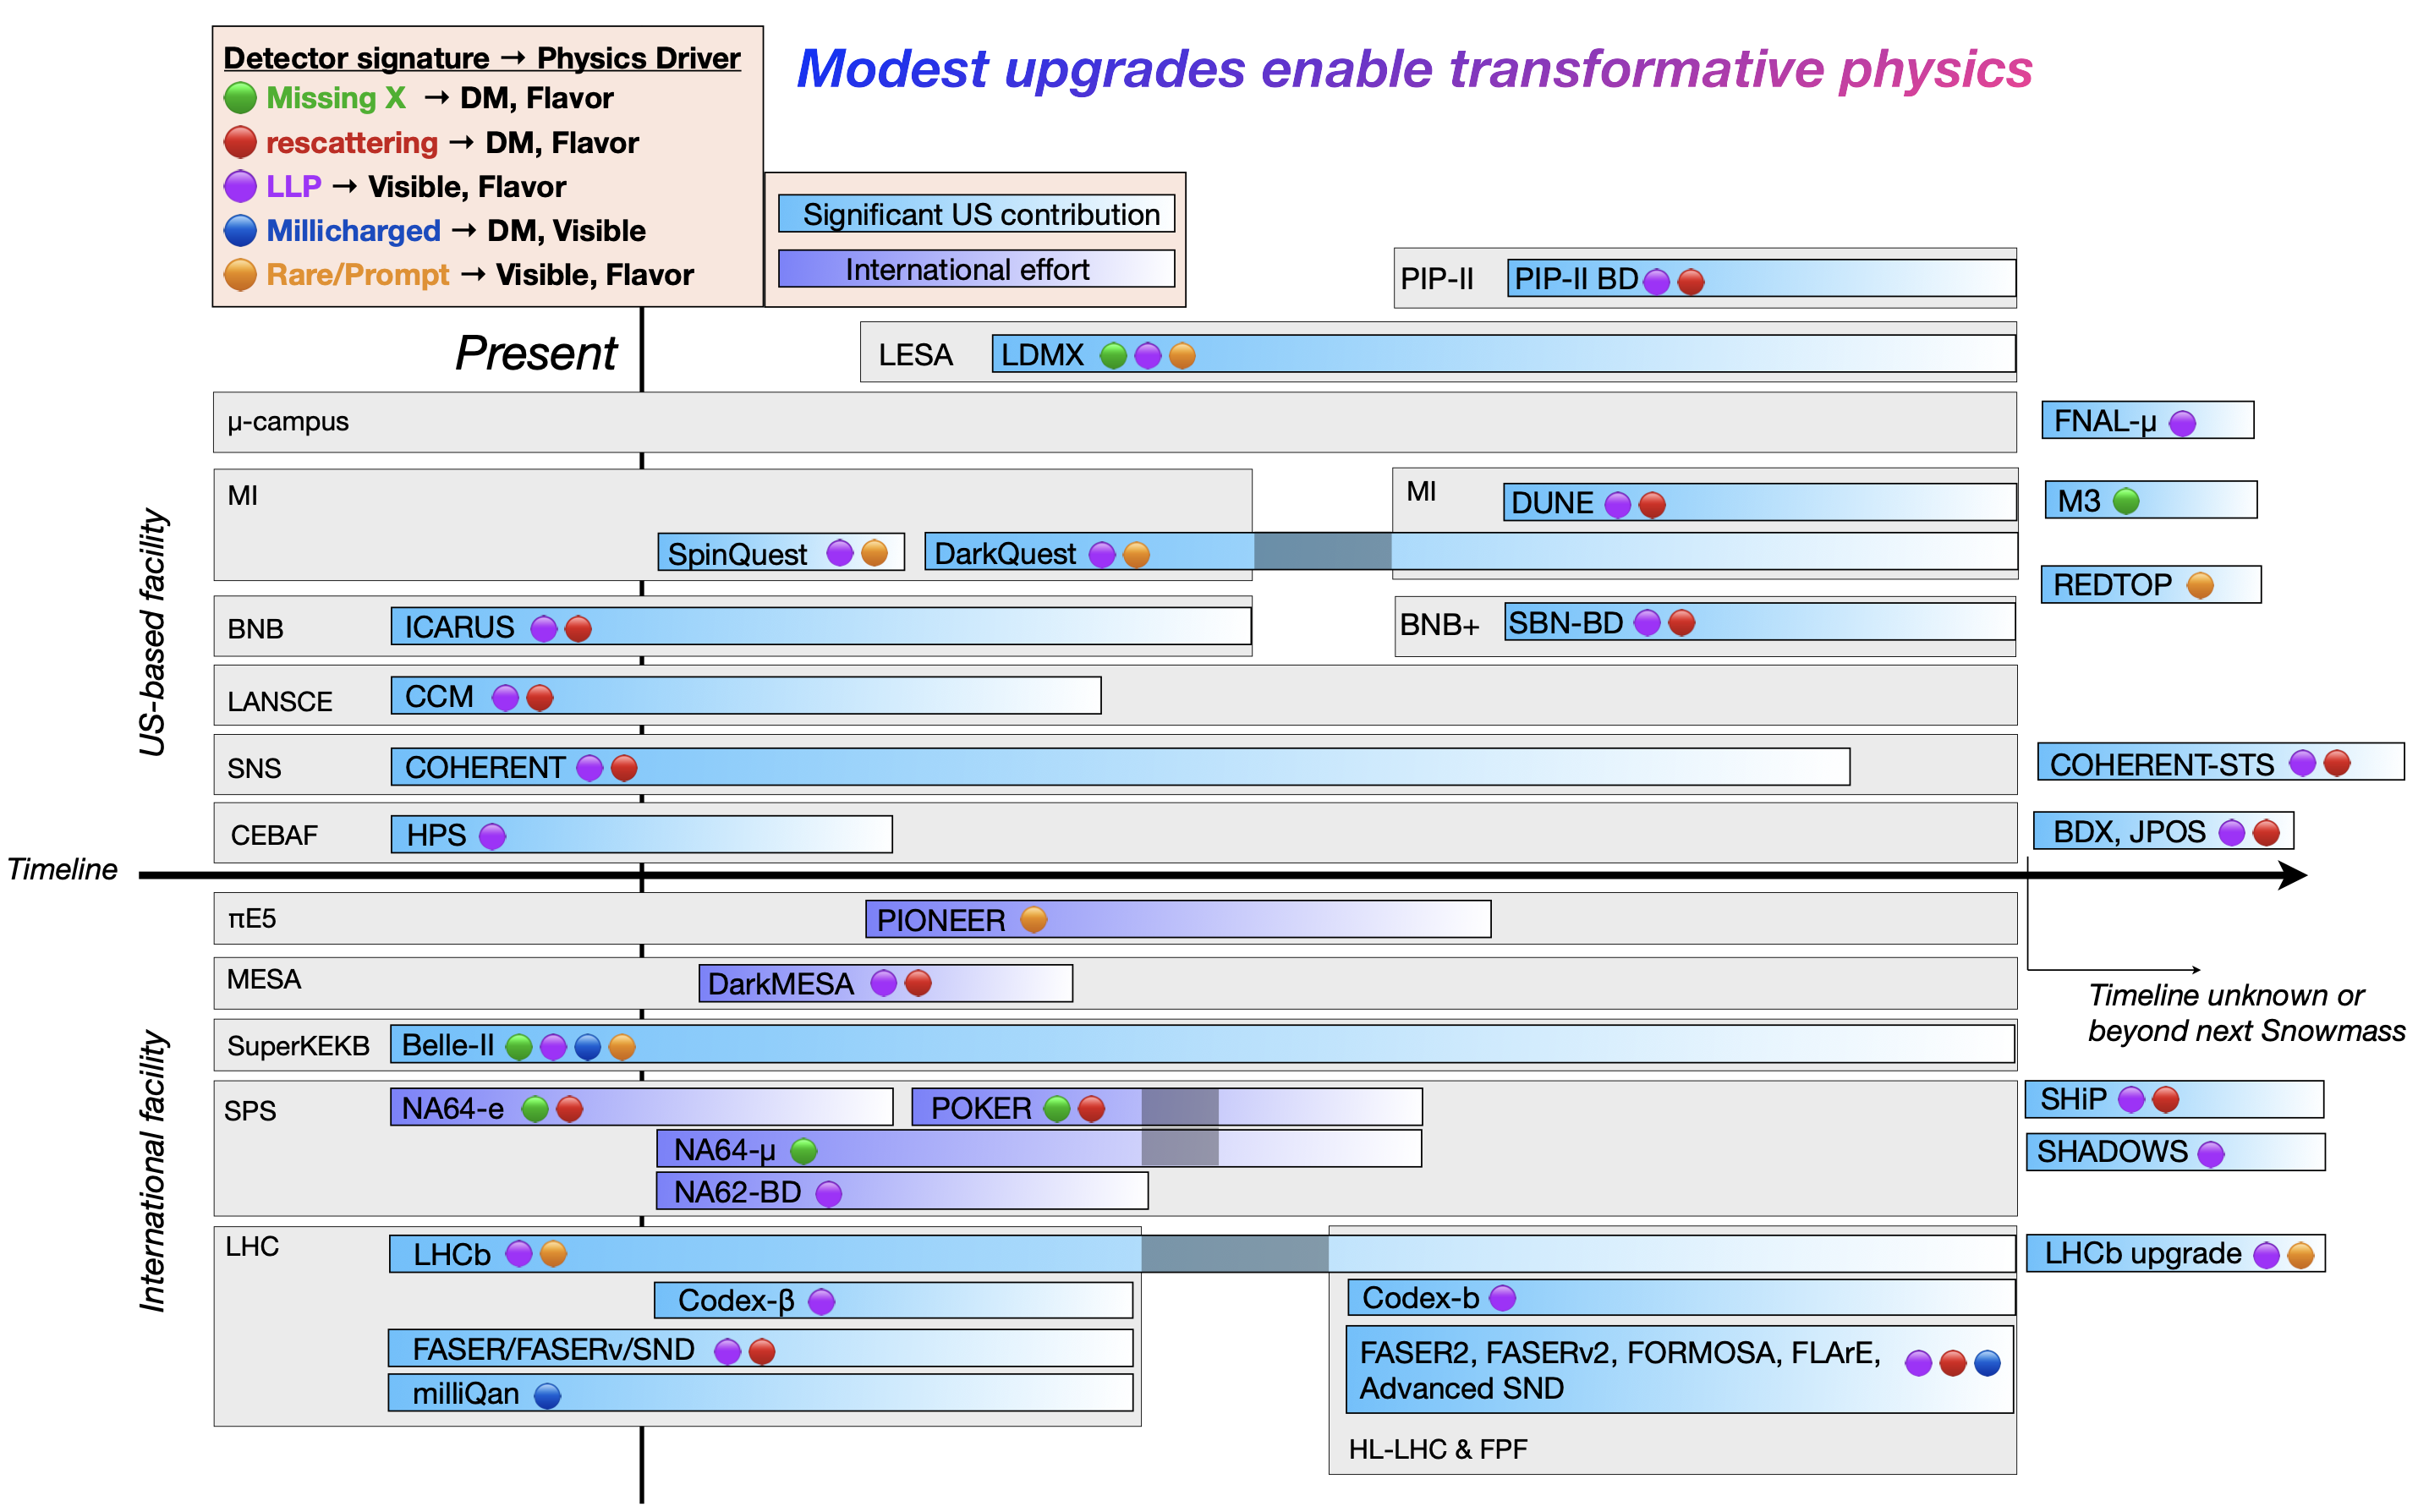 Modest upgrades enable transformative physics
Detector signature → Physics Driver
Missing X → DM, Flavor
rescattering → DM, Flavor
LLP → Visible, Flavor
Millicharged → DM, Visible
Rare/Prompt → Visible, Flavor
Significant US contribution
International effort
PIP-II
PIP-II BD
Present
LESA
LDMX
μ-campus
FNAL-μ
US-based facility
MI
SpinQuest
DarkQuest
MI
DUNE
M3
REDTOP
BNB
ICARUS
BNB+
SBN-BD
LANSCE
CCM
SNS
COHERENT
COHERENT-STS
CEBAF
HPS
BDX, JPOS
Timeline
πE5
PIONEER
MESA
DarkMESA
Timeline unknown or
beyond next Snowmass
International facility
SuperKEKB
Belle-II
SPS
NA64-e
POKER
NA64-μ
NA62-BD
SHiP
SHADOWS
LHC
LHCb
LHCb upgrade
Codex-β
Codex-b
FASER/FASERν/SND
milliQan
FASER2, FASERν2, FORMOSA, FLArE,
Advanced SND
HL-LHC & FPF